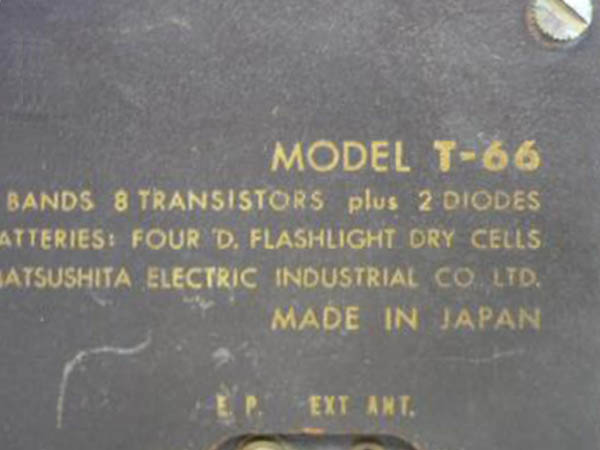 MODEL T-66
BANDS 8 TRANSISTORS plus 2 DIODES
ATTERIES: FOUR 'D. FLASHLIGHT DRY CELLS
MATSUSHITA ELECTRIC INDUSTRIAL CO. LTD.
MADE IN JAPAN
E. P. EXT ANT.